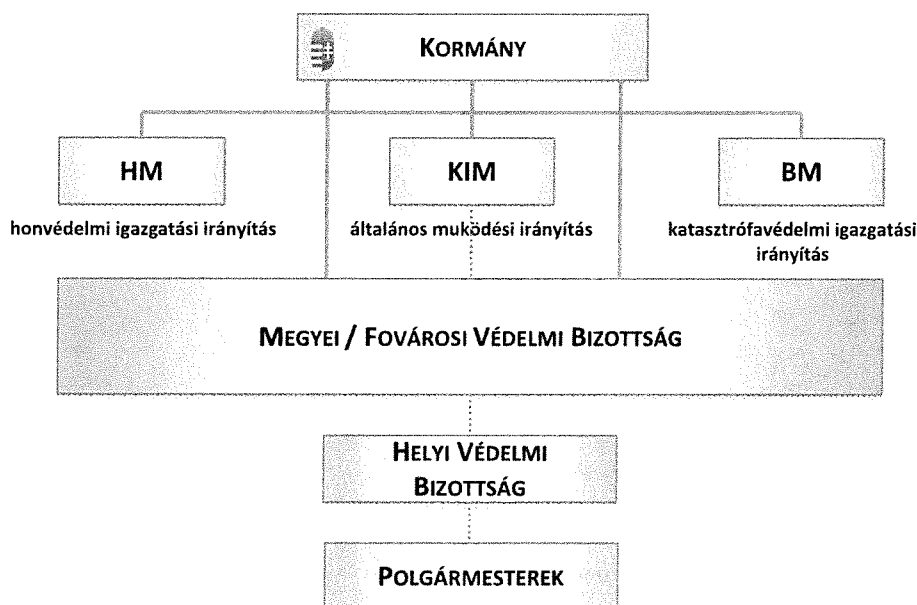 KORMÁNY
HM
KIM
BM
honvédelmi igazgatási irányítás
általános muködési irányítás
katasztrófavédelmi igazgatási
irányítás
MEGYEI / FOVÁROSI VÉDELMI BIZOTTSÁG
HELYI VÉDELMI
BIZOTTSÁG
POLGÁRMESTEREK